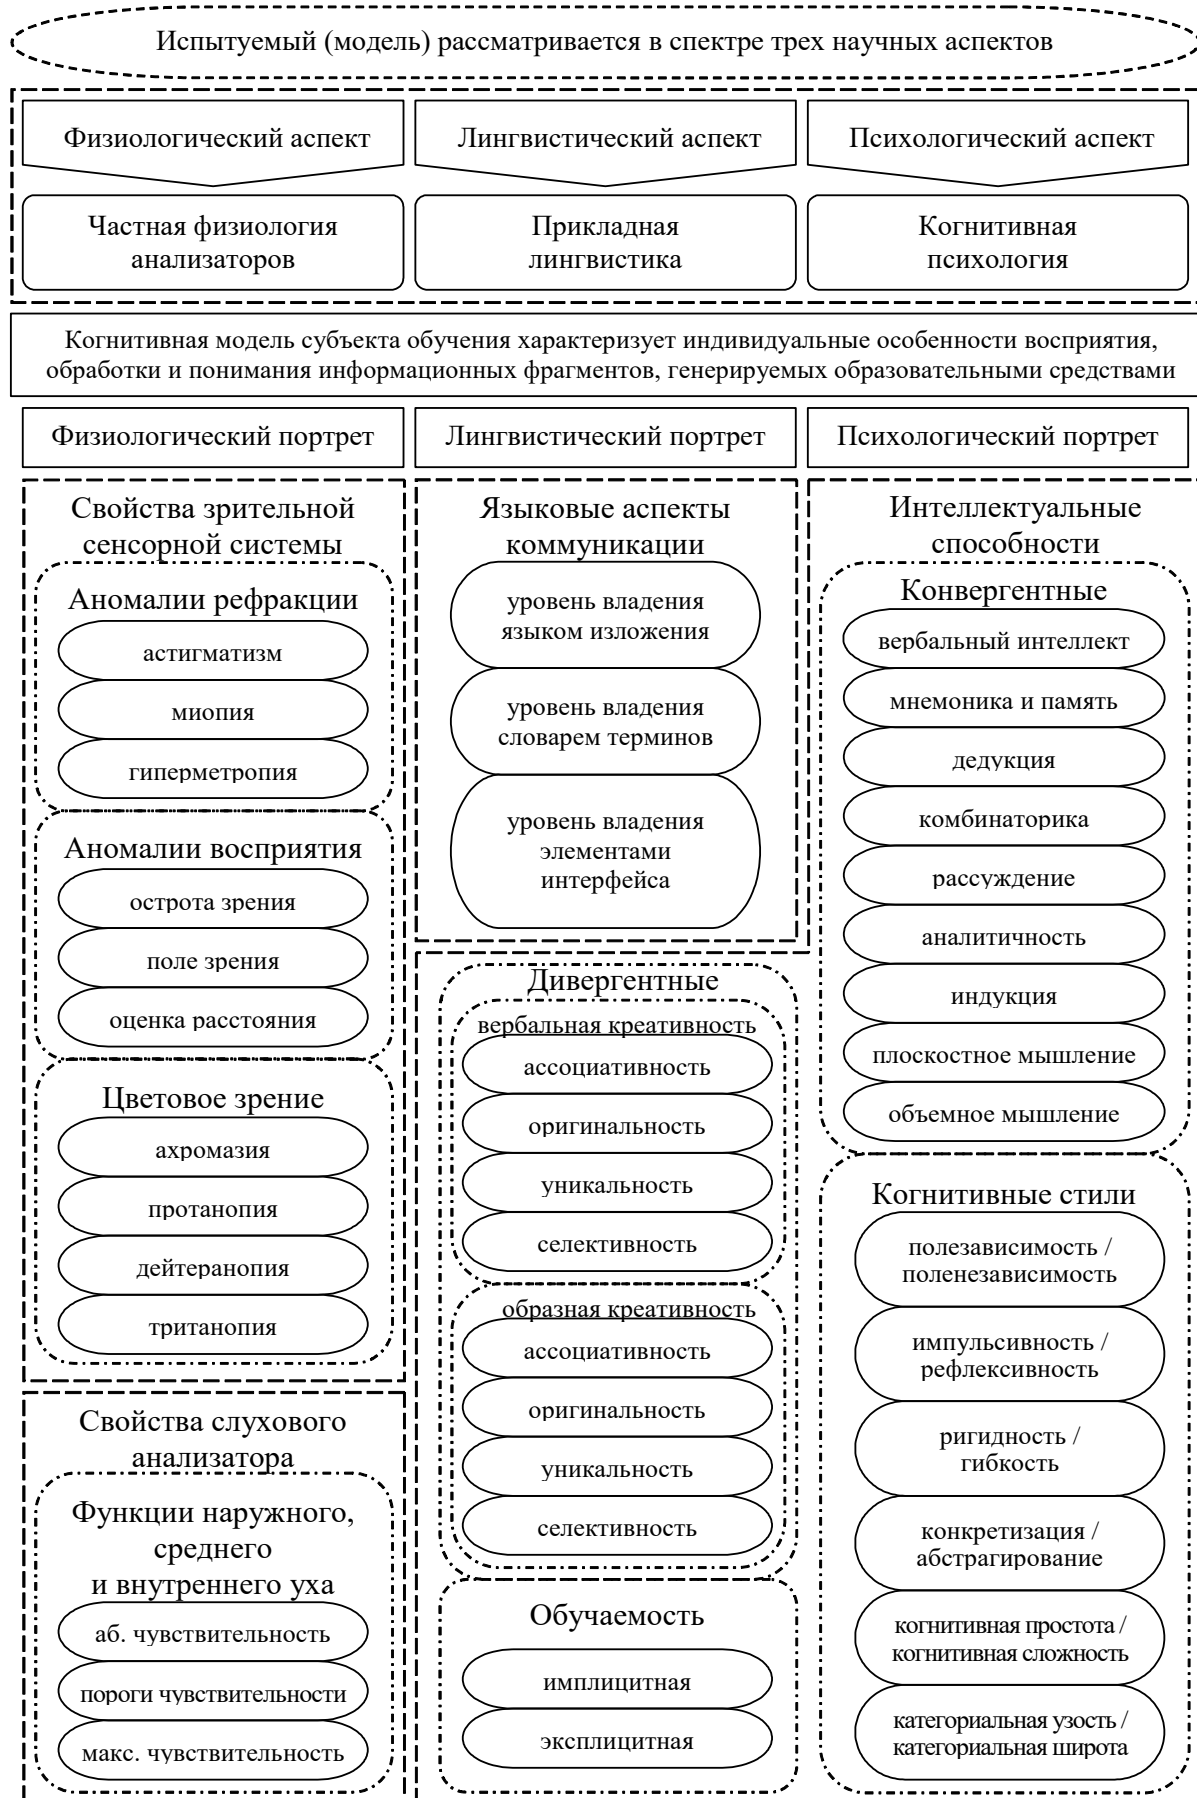 Испытуемый (модель) рассматривается в спектре трех научных аспектов
Физиологический аспект
Лингвистический аспект
Психологический аспект
Частная физиология
анализаторов
Прикладная
лингвистика
Когнитивная
психология
Когнитивная модель субъекта обучения характеризует индивидуальные особенности восприятия,
обработки и понимания информационных фрагментов, генерируемых образовательными средствами
Физиологический портрет
Лингвистический портрет
Психологический портрет
Свойства зрительной
сенсорной системы
Аномалии рефракции
астигматизм
миопия
гиперметропия
Аномалии восприятия
острота зрения
поле зрения
оценка расстояния
Цветовое зрение
ахромазия
протанопия
дейтеранопия
тританопия
Свойства слухового
анализатора
Функции наружного,
среднего
и внутреннего уха
аб. чувствительность
пороги чувствительности
макс. чувствительность
Языковые аспекты
коммуникации
уровень владения
языком изложения
уровень владения
словарем терминов
уровень владения
элементами
интерфейса
Интеллектуальные
способности
Конвергентные
вербальный интеллект
мнемоника и память
дедукция
комбинаторика
рассуждение
аналитичность
индукция
плоскостное мышление
объемное мышление
Дивергентные
вербальная креативность
ассоциативность
оригинальность
уникальность
селективность
образная креативность
ассоциативность
оригинальность
уникальность
селективность
Обучаемость
имплицитная
эксплицитная
Когнитивные стили
полезависимость /
поленезависимость
импульсивность /
рефлексивность
ригидность /
гибкость
конкретизация /
абстрагирование
когнитивная простота /
когнитивная сложность
категориальная узость /
категориальная широта